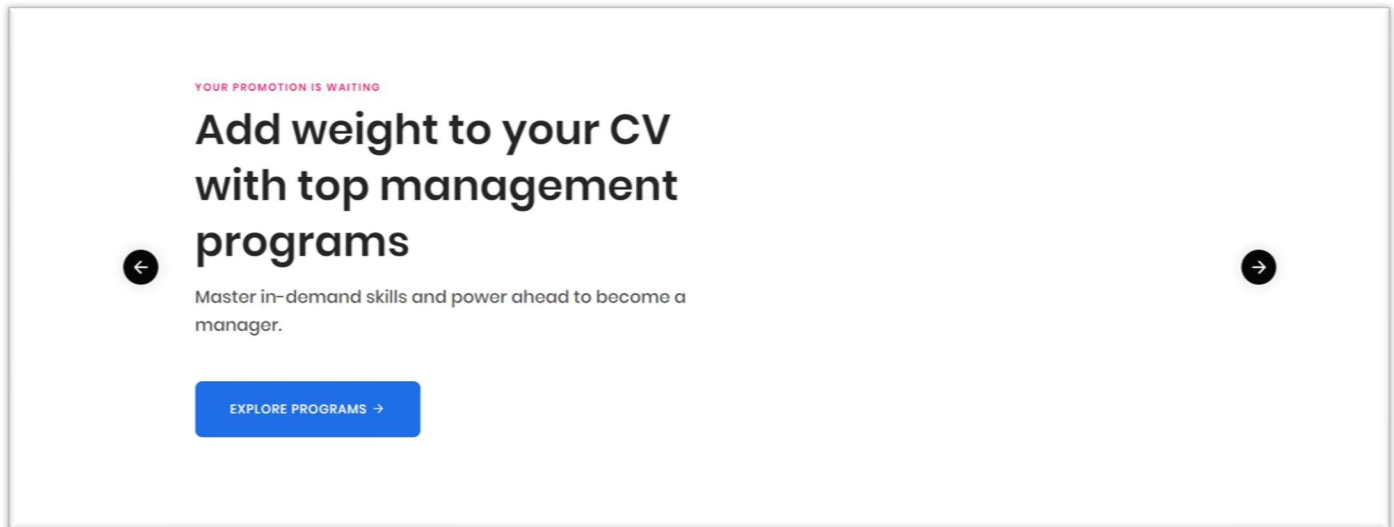 YOUR PROMOTION IS WAITING
Add weight to your CV
with top management
programs
Master in-demand skills and power ahead to become a
manager.
EXPLORE PROGRAMS →